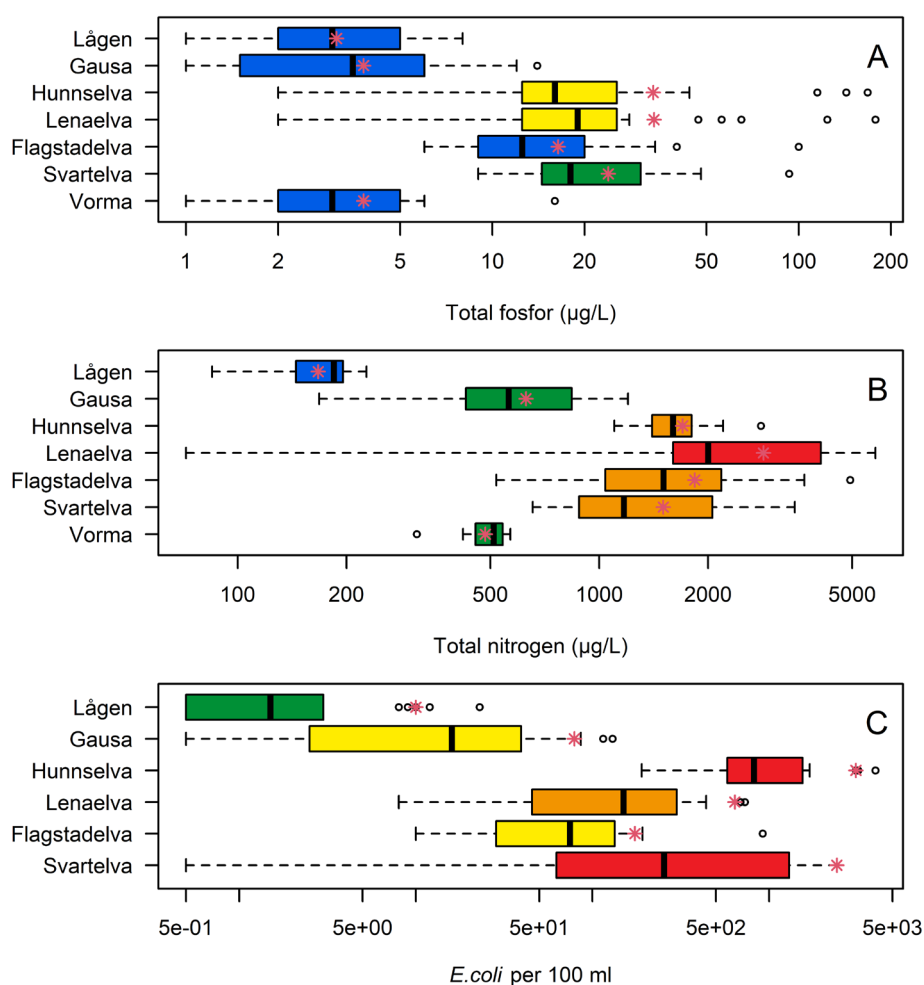 A
Lågen
Gausa
Hunnselva
Lenaelva
Flagstadelva
Svartelva
Vorma
1 2 5 10 20 50 100 200
Total fosfor (µg/L)
B
Lågen
Gausa
Hunnselva
Lenaelva
Flagstadelva
Svartelva
Vorma
100 200 500 1000 2000 5000
Total nitrogen (µg/L)
C
Lågen
Gausa
Hunnselva
Lenaelva
Flagstadelva
Svartelva
5e-01 5e+00 5e+01 5e+02 5e+03
E.coli per 100 ml